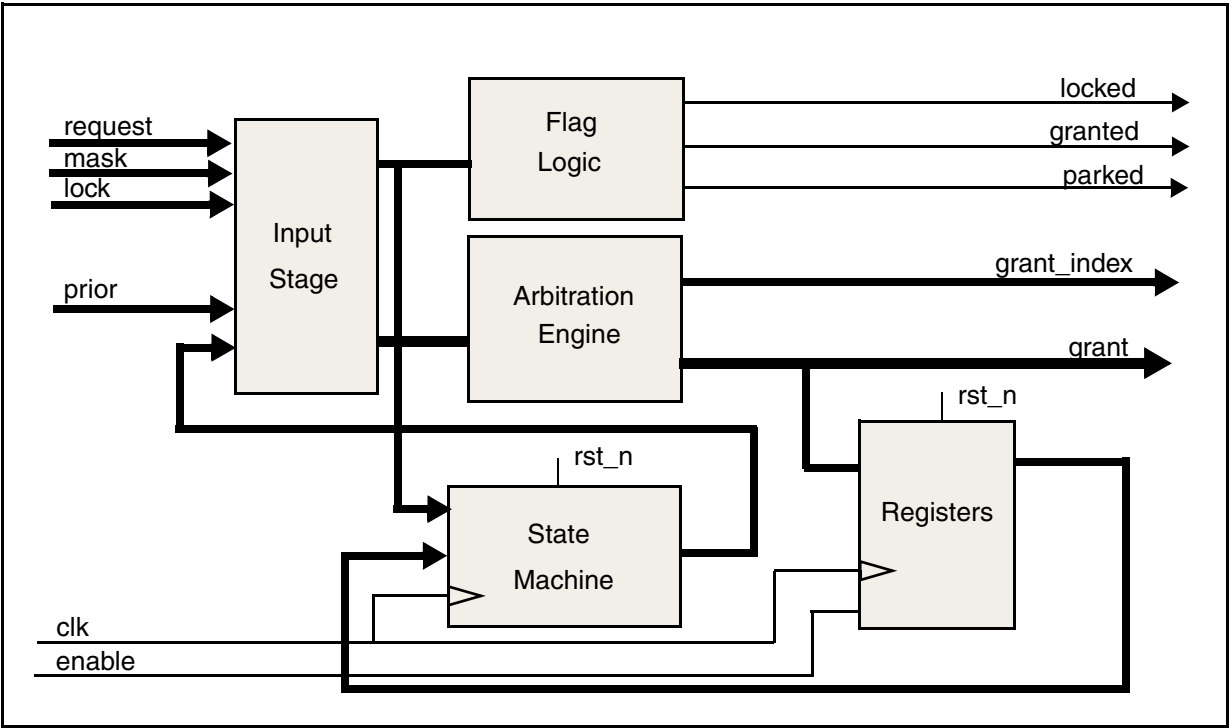 locked
Flag
Logic
request
granted
mask
lock
parked
Input
Stage
grant_index
prior
Arbitration
Engine
grant
rst_n
rst_n
Registers
State
Machine
clk
enable